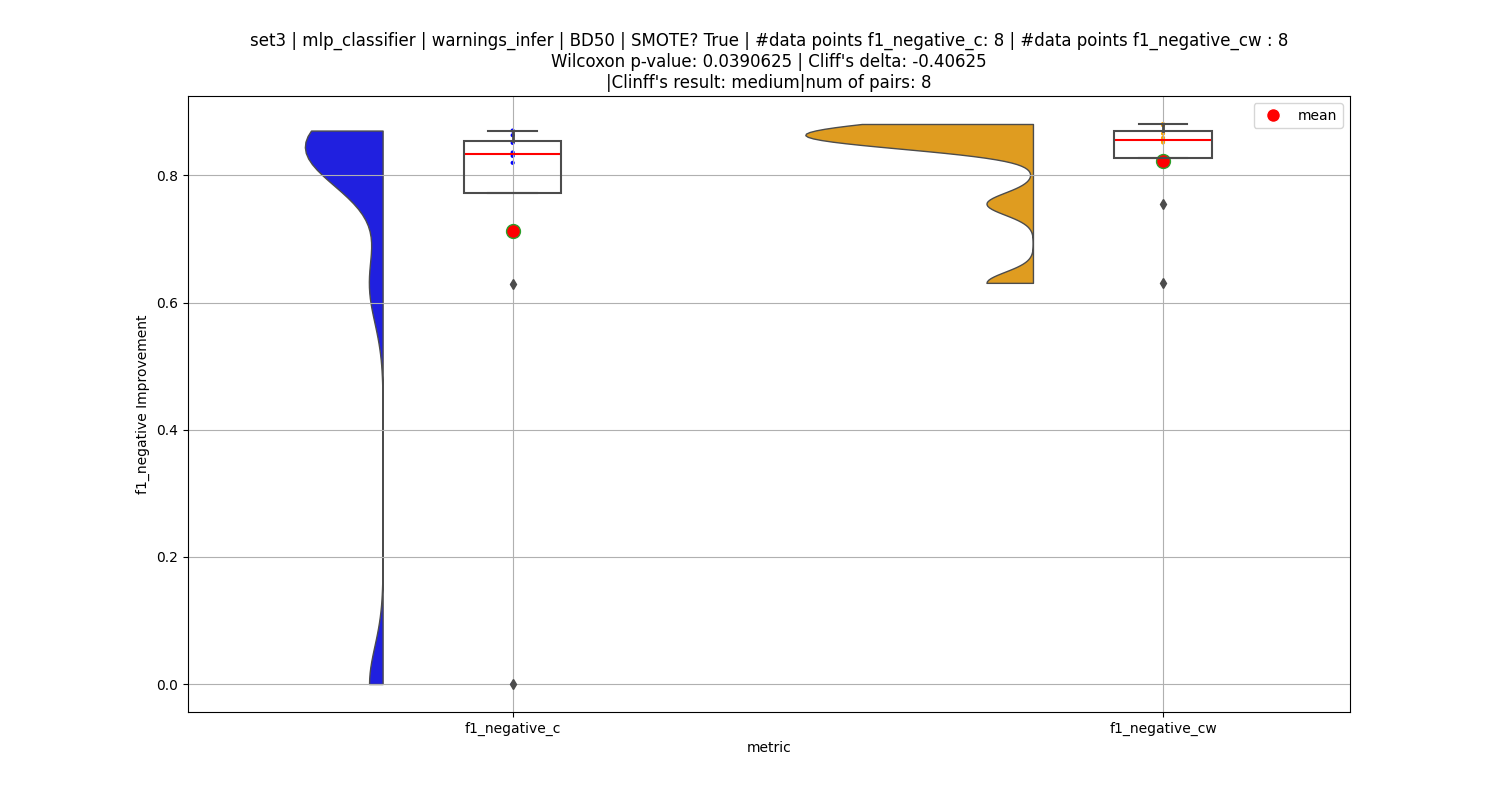 set3 | mlp_classifier | warnings_infer | BD50 | SMOTE? True | #data points f1_negative_c: 8 | #data points f1_negative_cw : 8
Wilcoxon p-value: 0.0390625 | Cliff's delta: -0.40625
|Clinff's result: medium|num of pairs: 8
mean
0.8
0.6
0.4
0.2
0.0
f1_negative Improvement
f1_negative_c
f1_negative_cw
metric